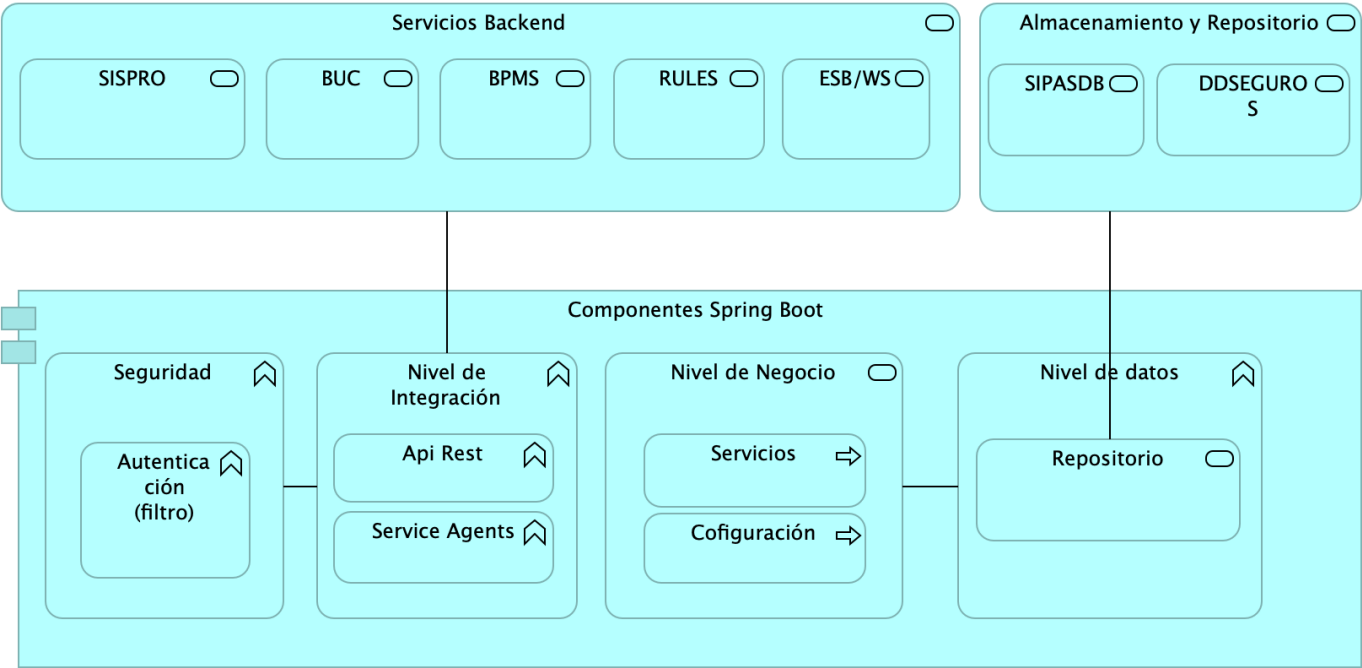 Servicios Backend
SISPRO
BUC
BPMS
RULES
ESB/WS
Almacenamiento y Repositorio
SIPASDB
DDSEGURO
S
Componentes Spring Boot
Seguridad
Autentica
ción
(filtro)
Nivel de
Integración
Api Rest
Service Agents
Nivel de Negocio
Servicios
Cofiguración
Nivel de datos
Repositorio